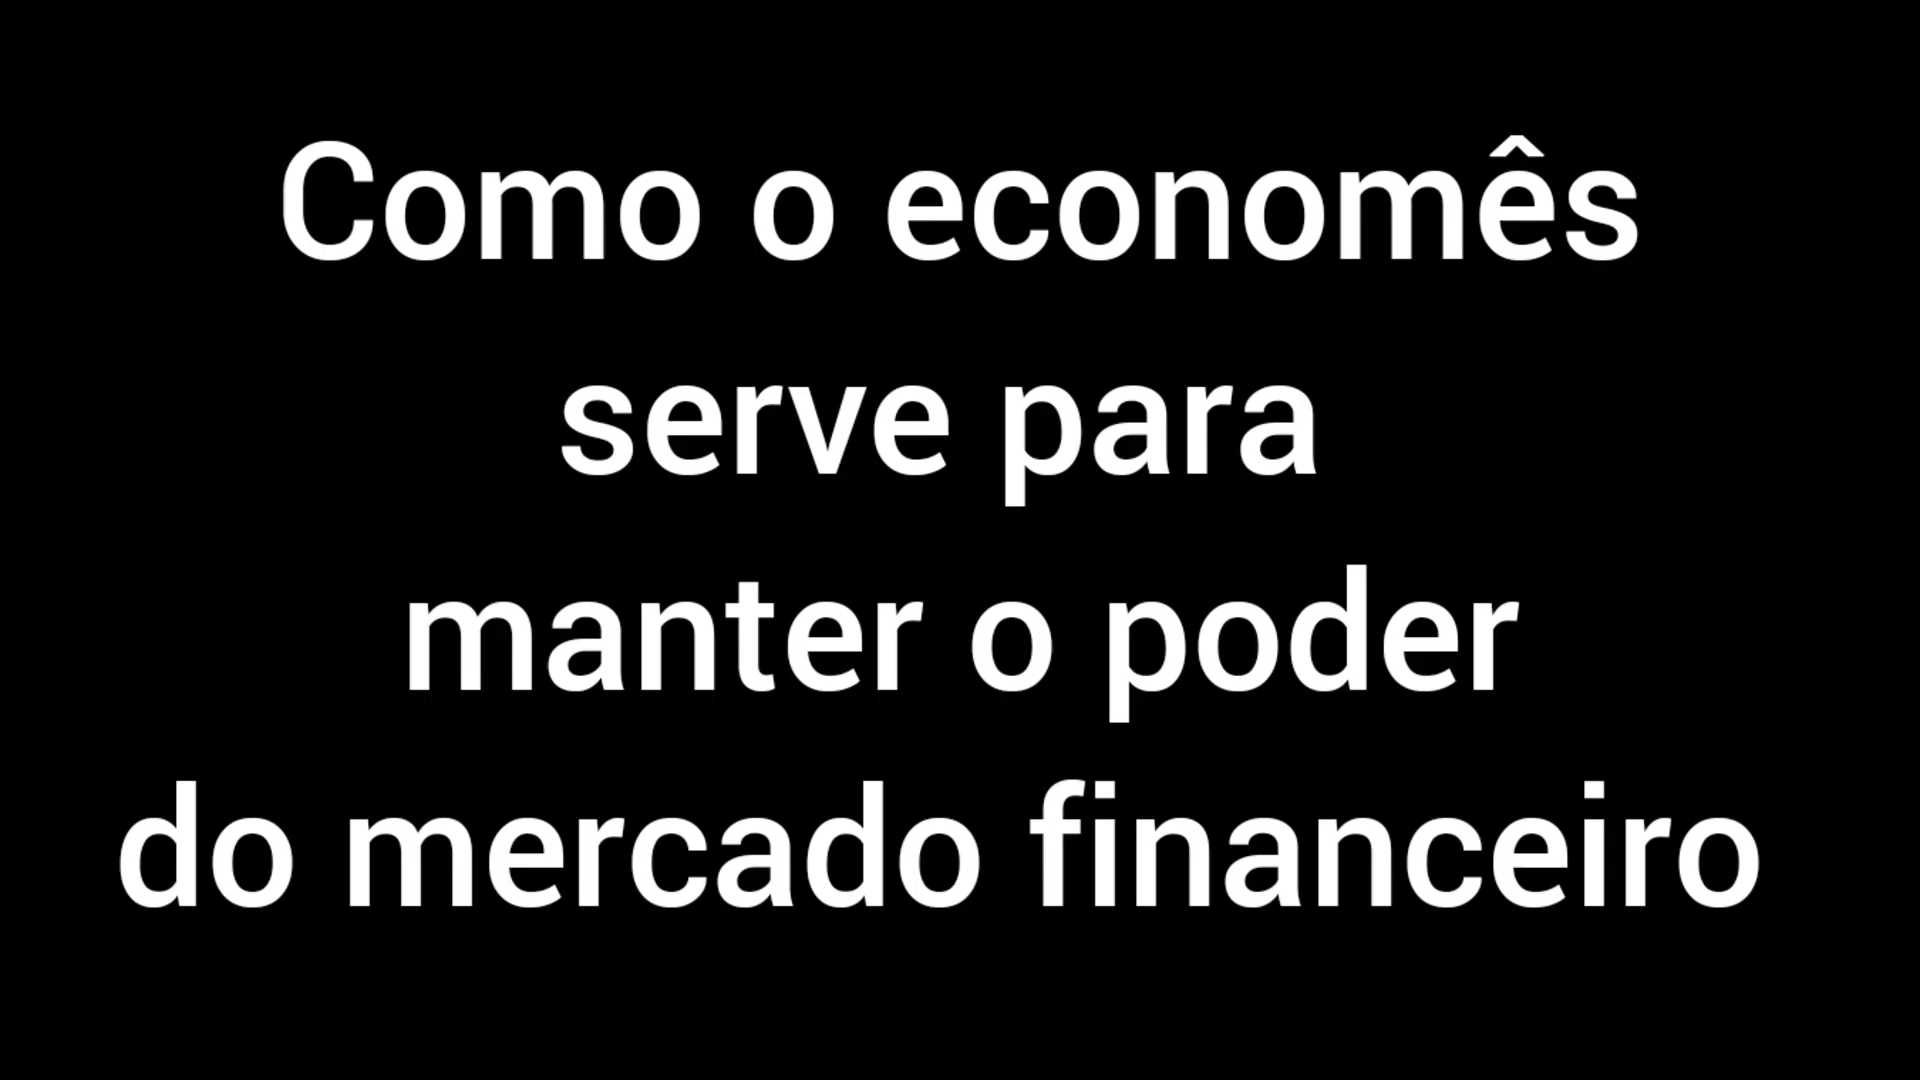 Como o economês
serve para
manter o poder
do mercado financeiro